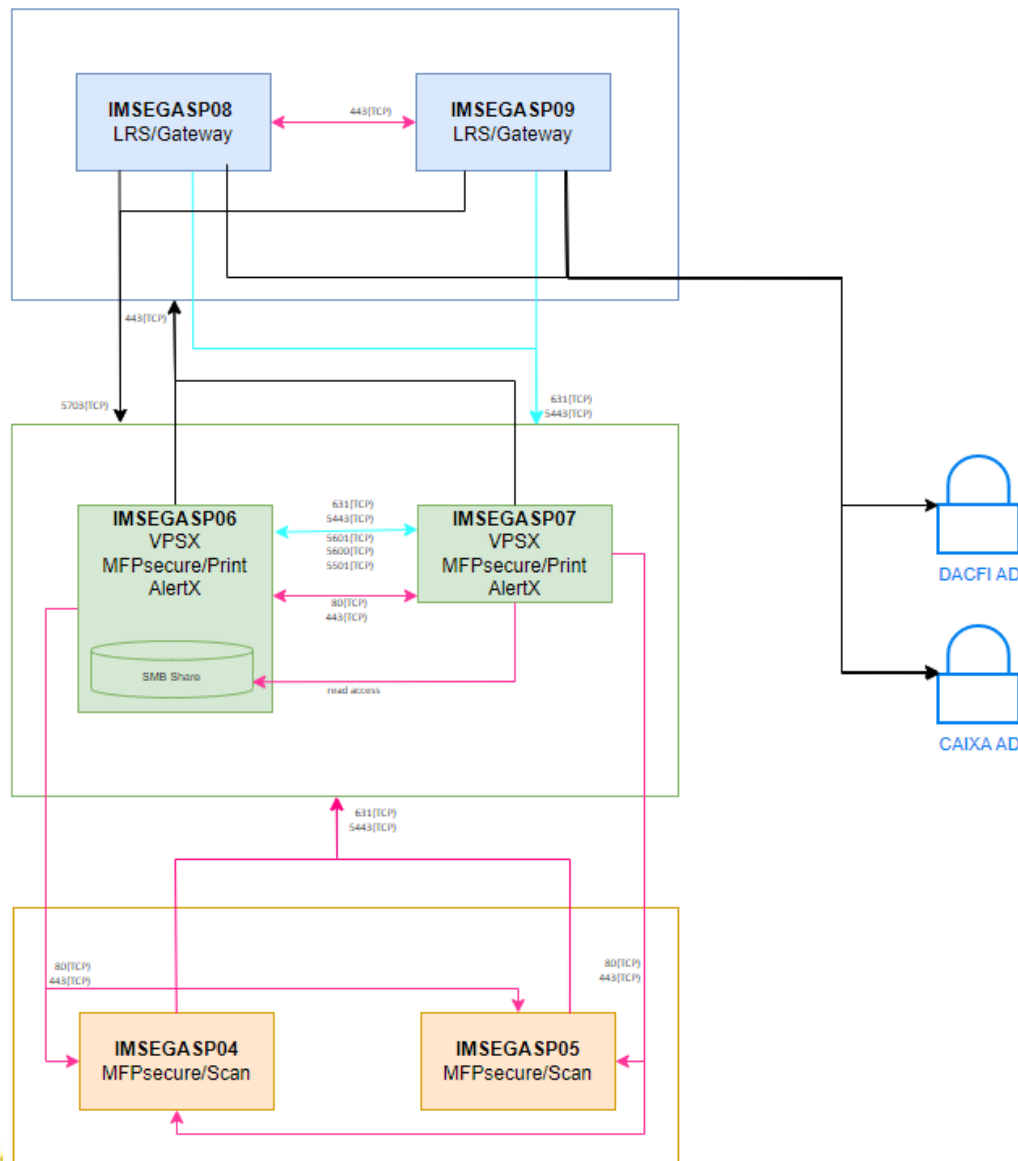 IMSEGASP08
LRS/Gateway
443(TCP)
IMSEGASP09
LRS/Gateway
443(TCP)
5703(TCP)
631(TCP)
5443(TCP)
IMSEGASP06
VPSX
MFPsecure/Print
AlertX
SMB Share
631(TCP)
5443(TCP)
5601(TCP)
5600(TCP)
5501(TCP)
80(TCP)
443(TCP)
read access
IMSEGASP07
VPSX
MFPsecure/Print
AlertX
DACFI AD
CAIXA AD
631(TCP)
5443(TCP)
80(TCP)
443(TCP)
80(TCP)
443(TCP)
IMSEGASP04
MFPsecure/Scan
IMSEGASP05
MFPsecure/Scan